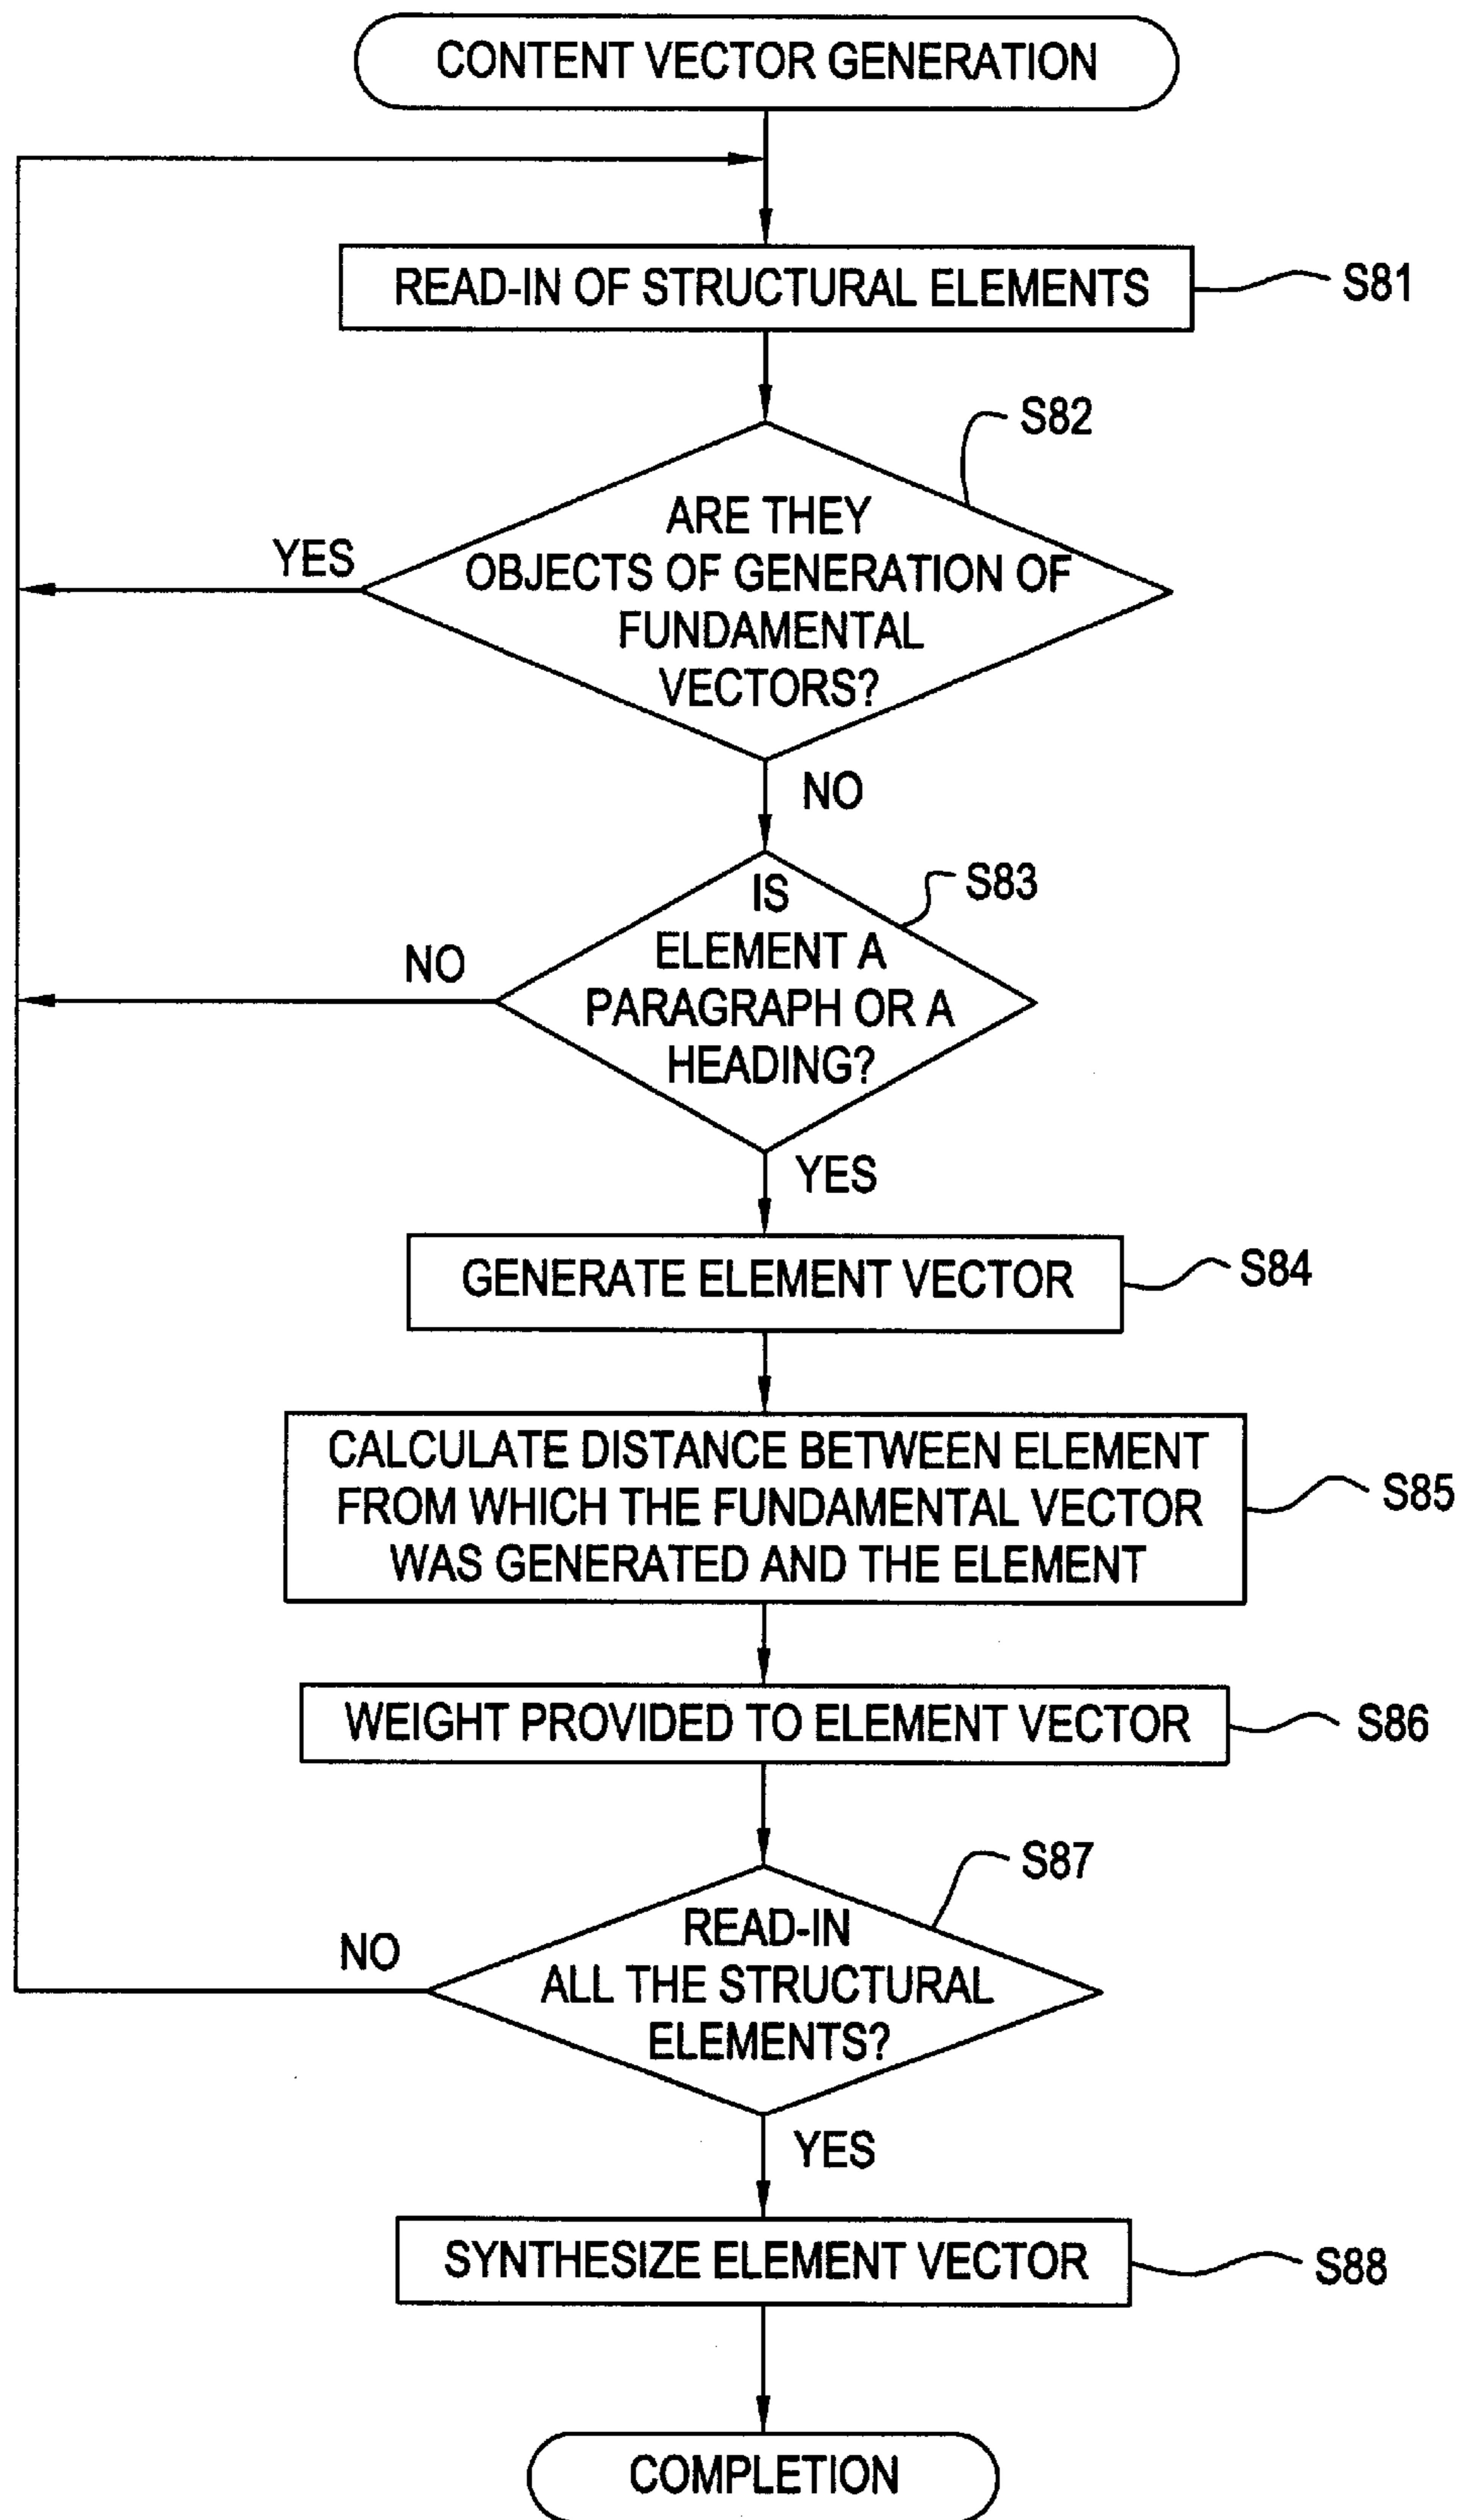 CONTENT VECTOR GENERATION
READ-IN OF STRUCTURAL ELEMENTS
S81
S82
ARE THEY
OBJECTS OF GENERATION OF
FUNDAMENTAL
VECTORS?
YES
NO
S83
IS
ELEMENT A
PARAGRAPH OR A
HEADING?
NO
YES
GENERATE ELEMENT VECTOR
S84
CALCULATE DISTANCE BETWEEN ELEMENT
FROM WHICH THE FUNDAMENTAL VECTOR
WAS GENERATED AND THE ELEMENT
S85
WEIGHT PROVIDED TO ELEMENT VECTOR
S86
S87
READ-IN
ALL THE STRUCTURAL
ELEMENTS?
NO
YES
SYNTHESIZE ELEMENT VECTOR
S88
COMPLETION